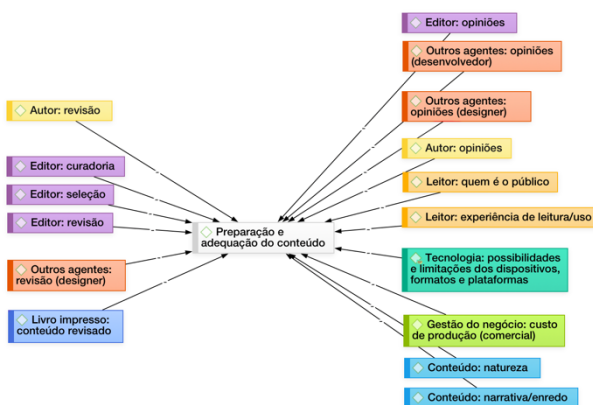 Editor: opiniões
Outros agentes: opiniões
(desenvolvedor)
Outros agentes:
opiniões (designer)
Autor: opiniões
Leitor: quem é o público
Leitor: experiência de leitura/uso
Tecnologia: possibilidades
e limitações dos dispositivos,
formatos e plataformas
Gestão do negócio: custo
de produção (comercial)
Conteúdo: natureza
Conteúdo: narrativa/enredo
Autor: revisão
Editor: curadoria
Editor: seleção
Editor: revisão
Outros agentes:
revisão (designer)
Livro impresso:
conteúdo revisado
Preparação e
adequação do conteúdo